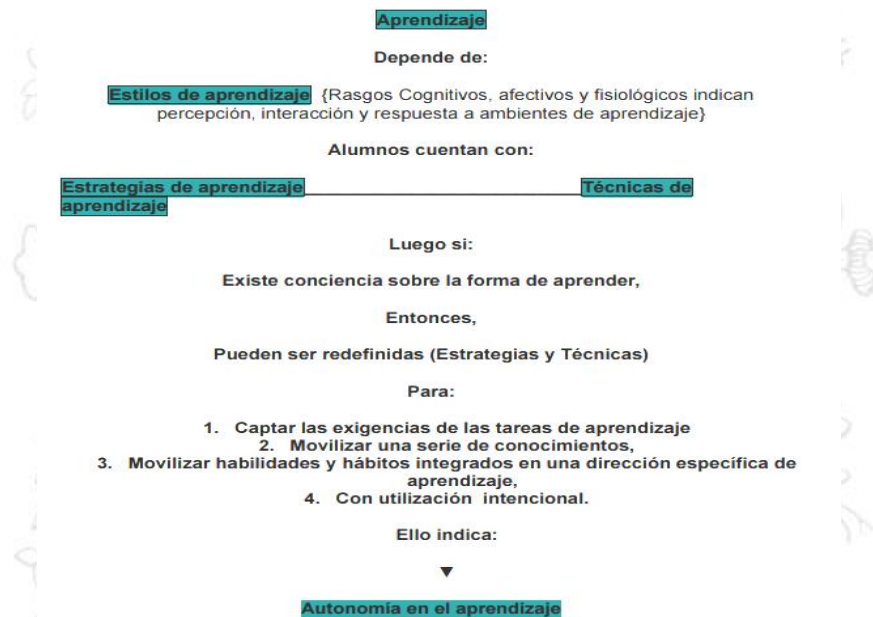 Aprendizaje
Depende de:
Estilos de aprendizaje {Rasgos Cognitivos, afectivos y fisiológicos indican
percepción, interacción y respuesta a ambientes de aprendizaje}
Alumnos cuentan con:
Estrategias de aprendizaje______________________________Técnicas de
aprendizaje
Luego si:
Existe conciencia sobre la forma de aprender,
Entonces,
Pueden ser redefinidas (Estrategias y Técnicas)
Para:
1. Captar las exigencias de las tareas de aprendizaje
2. Movilizar una serie de conocimientos,
3. Movilizar habilidades y hábitos integrados en una dirección específica de
aprendizaje,
4. Con utilización intencional.
Ello indica:
▼
Autonomía en el aprendizaje